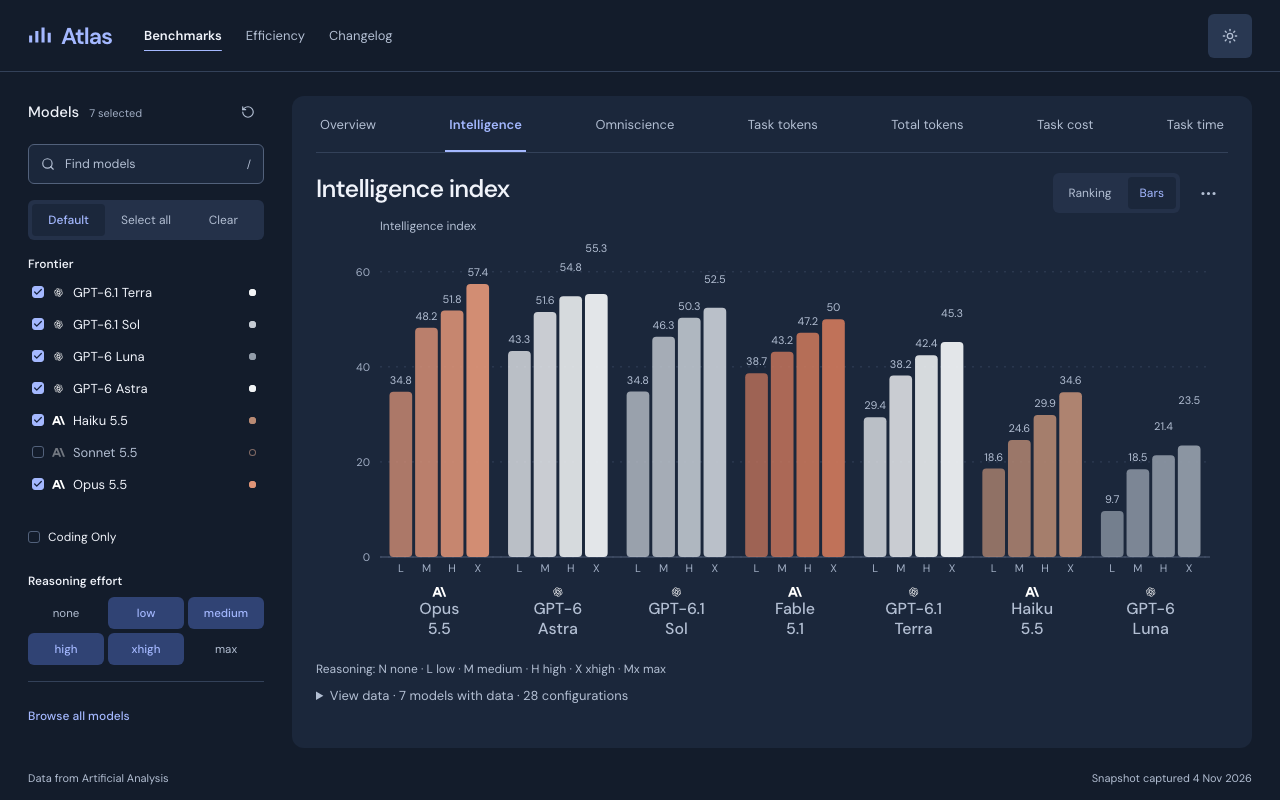 Atlas
Benchmarks
Efficiency
Changelog
Models
7 selected
Find models
/
Default
Select all
Clear
Frontier
GPT-6.1 Terra
GPT-6.1 Sol
GPT-6 Luna
GPT-6 Astra
Haiku 5.5
Sonnet 5.5
Opus 5.5
Coding Only
Reasoning effort
none
low
medium
high
xhigh
max
Browse all models
Overview
Intelligence
Omniscience
Task tokens
Total tokens
Task cost
Task time
Intelligence index
Ranking
Bars
Intelligence index
60
40
20
0
34.8
48.2
51.8
57.4
43.3
51.6
54.8
55.3
34.8
46.3
50.3
52.5
38.7
43.2
47.2
50
29.4
38.2
42.4
45.3
18.6
24.6
29.9
34.6
9.7
18.5
21.4
23.5
L M H X
L M H X
L M H X
L M H X
L M H X
L M H X
L M H X
Opus
5.5
GPT-6
Astra
GPT-6.1
Sol
Fable
5.1
GPT-6.1
Terra
Haiku
5.5
GPT-6
Luna
Reasoning: N none · L low · M medium · H high · X xhigh · Mx max
View data · 7 models with data · 28 configurations
Data from Artificial Analysis
Snapshot captured 4 Nov 2026